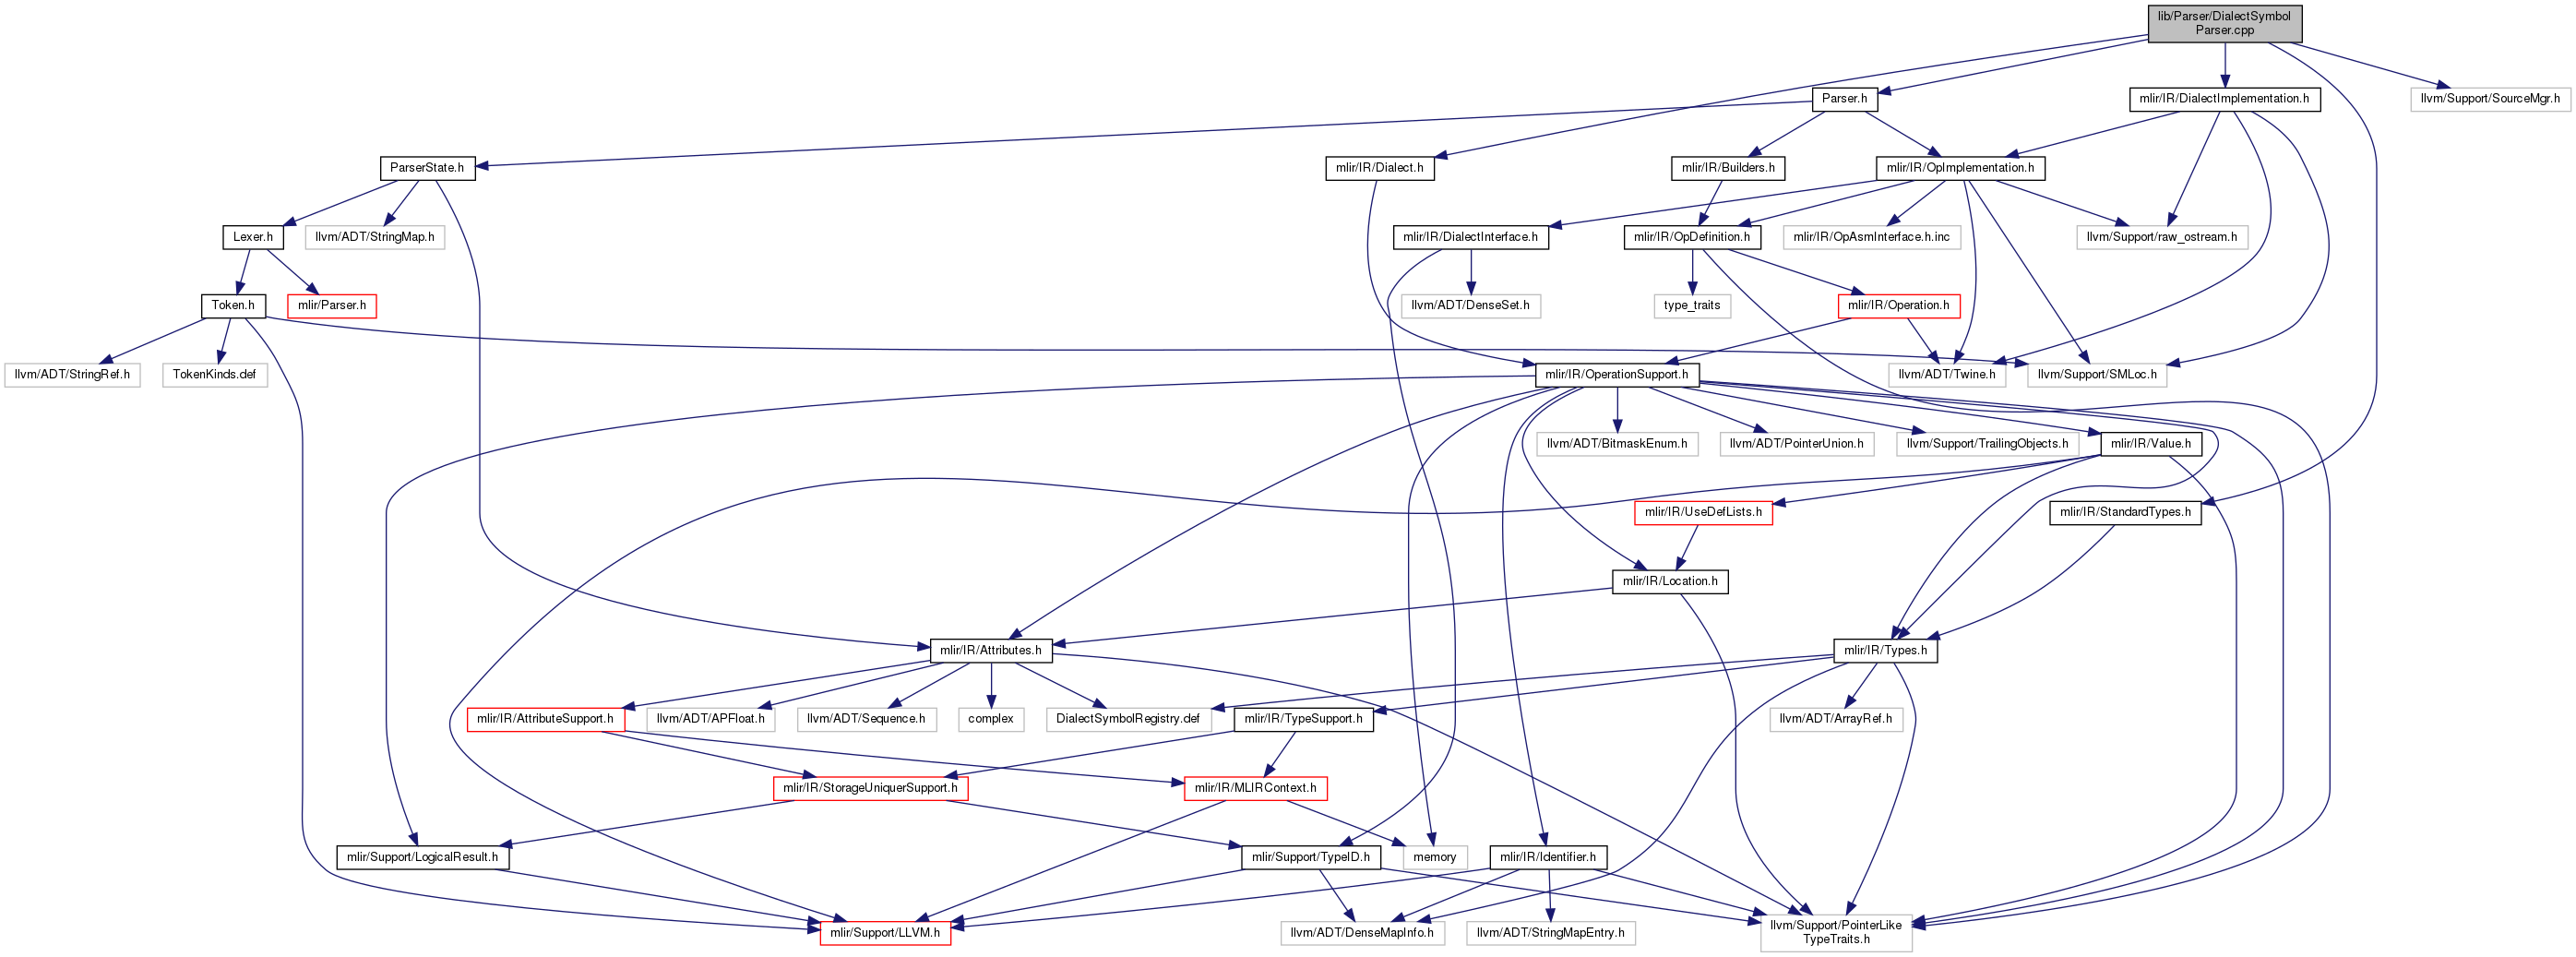 lib/Parser/DialectSymbol
Parser.cpp
Parser.h
mlir/IR/DialectImplementation.h
llvm/Support/SourceMgr.h
ParserState.h
mlir/IR/Dialect.h
mlir/IR/Builders.h
mlir/IR/OpImplementation.h
Lexer.h
llvm/ADT/StringMap.h
mlir/IR/DialectInterface.h
mlir/IR/OpDefinition.h
mlir/IR/OpAsmInterface.h.inc
llvm/Support/raw_ostream.h
Token.h
mlir/Parser.h
llvm/ADT/DenseSet.h
type_traits
mlir/IR/Operation.h
llvm/ADT/StringRef.h
TokenKinds.def
mlir/IR/OperationSupport.h
llvm/ADT/Twine.h
llvm/Support/SMLoc.h
llvm/ADT/BitmaskEnum.h
llvm/ADT/PointerUnion.h
llvm/Support/TrailingObjects.h
mlir/IR/Value.h
mlir/IR/UseDefLists.h
mlir/IR/StandardTypes.h
mlir/IR/Location.h
mlir/IR/Attributes.h
mlir/IR/Types.h
mlir/IR/AttributeSupport.h
llvm/ADT/APFloat.h
llvm/ADT/Sequence.h
complex
DialectSymbolRegistry.def
mlir/IR/TypeSupport.h
llvm/ADT/ArrayRef.h
mlir/IR/StorageUniquerSupport.h
mlir/IR/MLIRContext.h
mlir/Support/LogicalResult.h
mlir/Support/TypeID.h
memory
mlir/IR/Identifier.h
mlir/Support/LLVM.h
llvm/ADT/DenseMapInfo.h
llvm/ADT/StringMapEntry.h
llvm/Support/PointerLike
TypeTraits.h